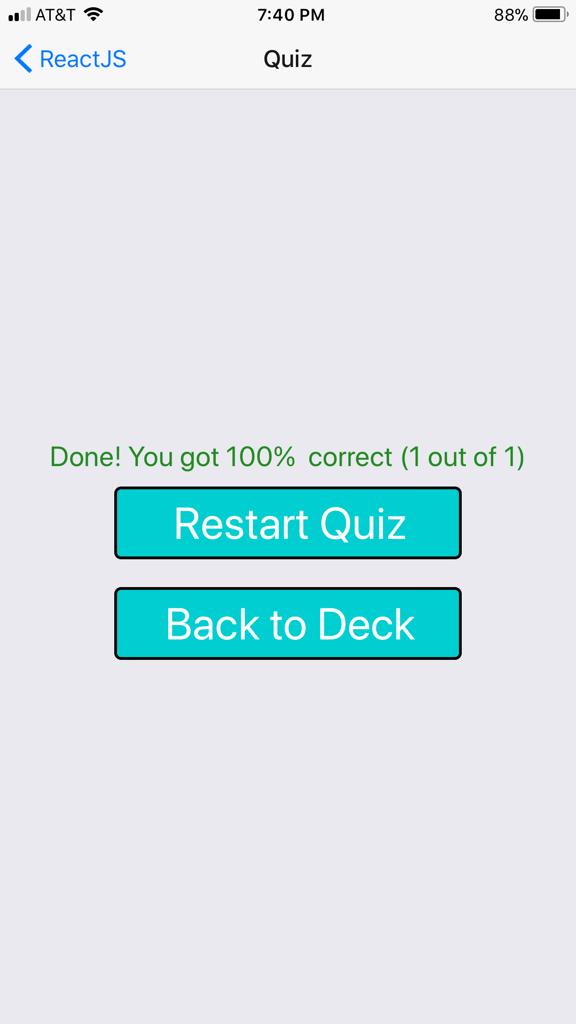 AT&T 7:40 PM 88%
ReactJS Quiz
Done! You got 100%  correct (1 out of 1)
Restart Quiz
Back to Deck